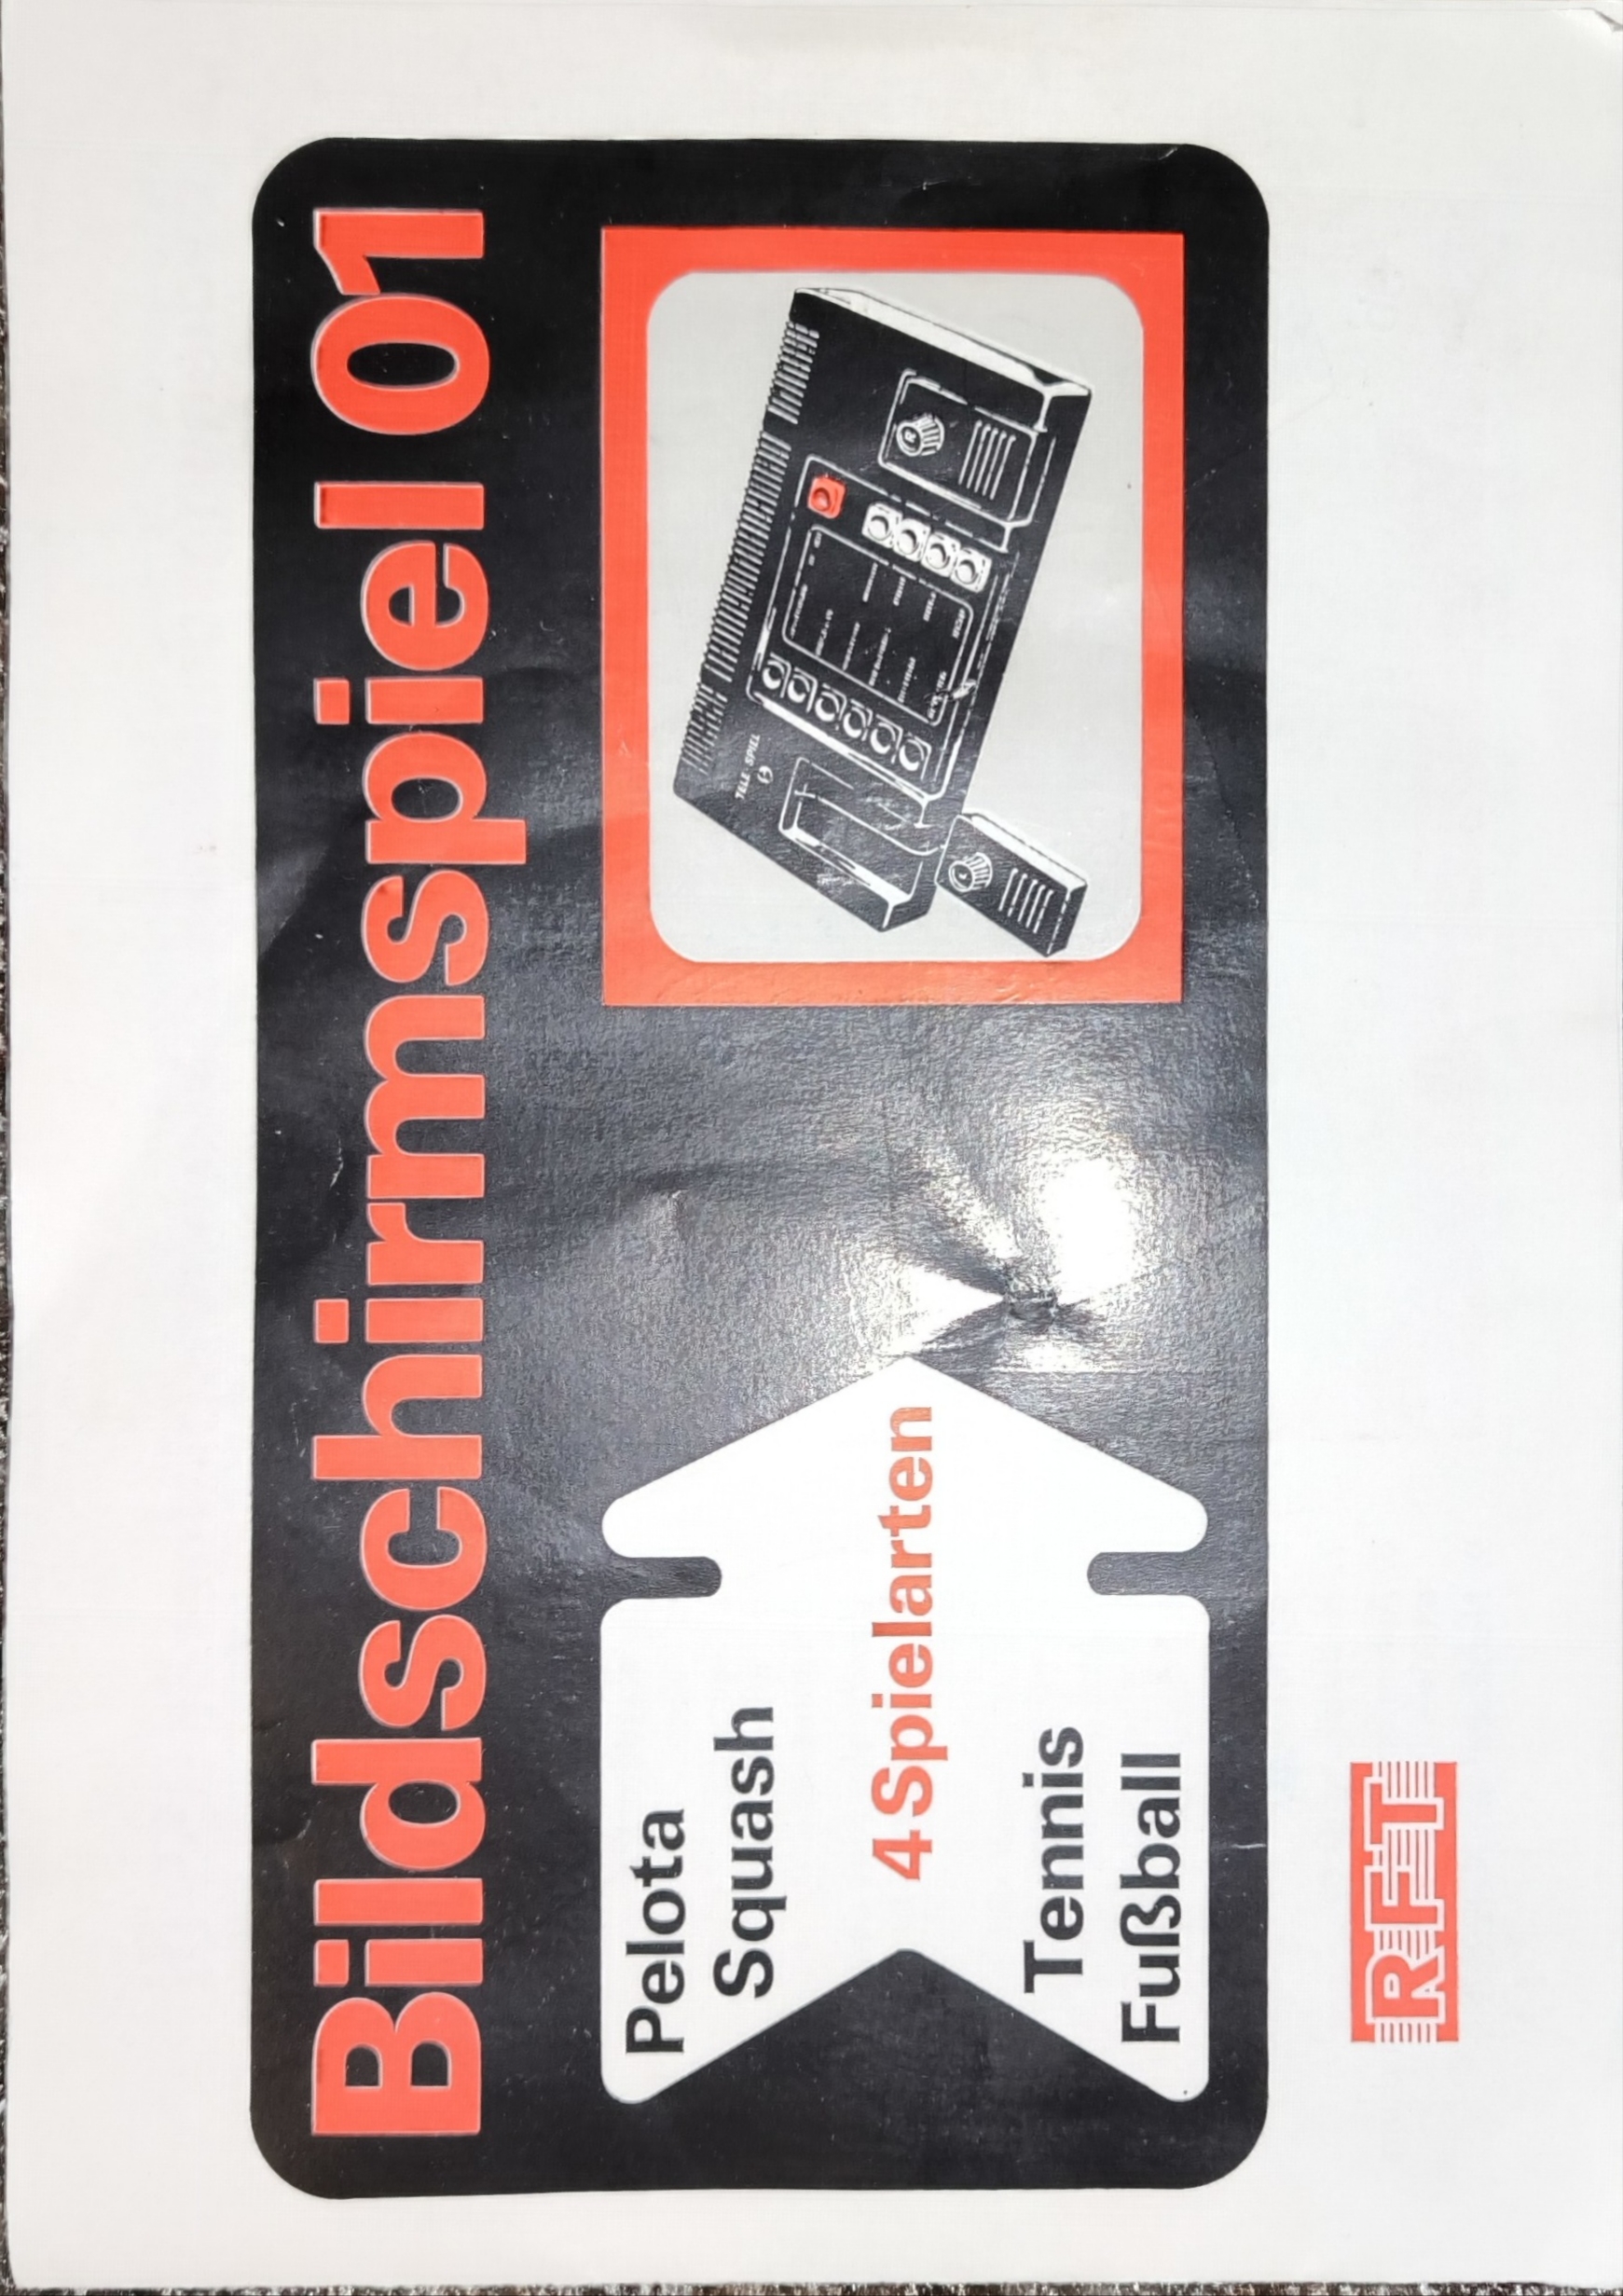 Bildschirmspiel 01
Pelota
Squash
4 Spielarten
Tennis
Fußball
TELE-SPIEL
RFT